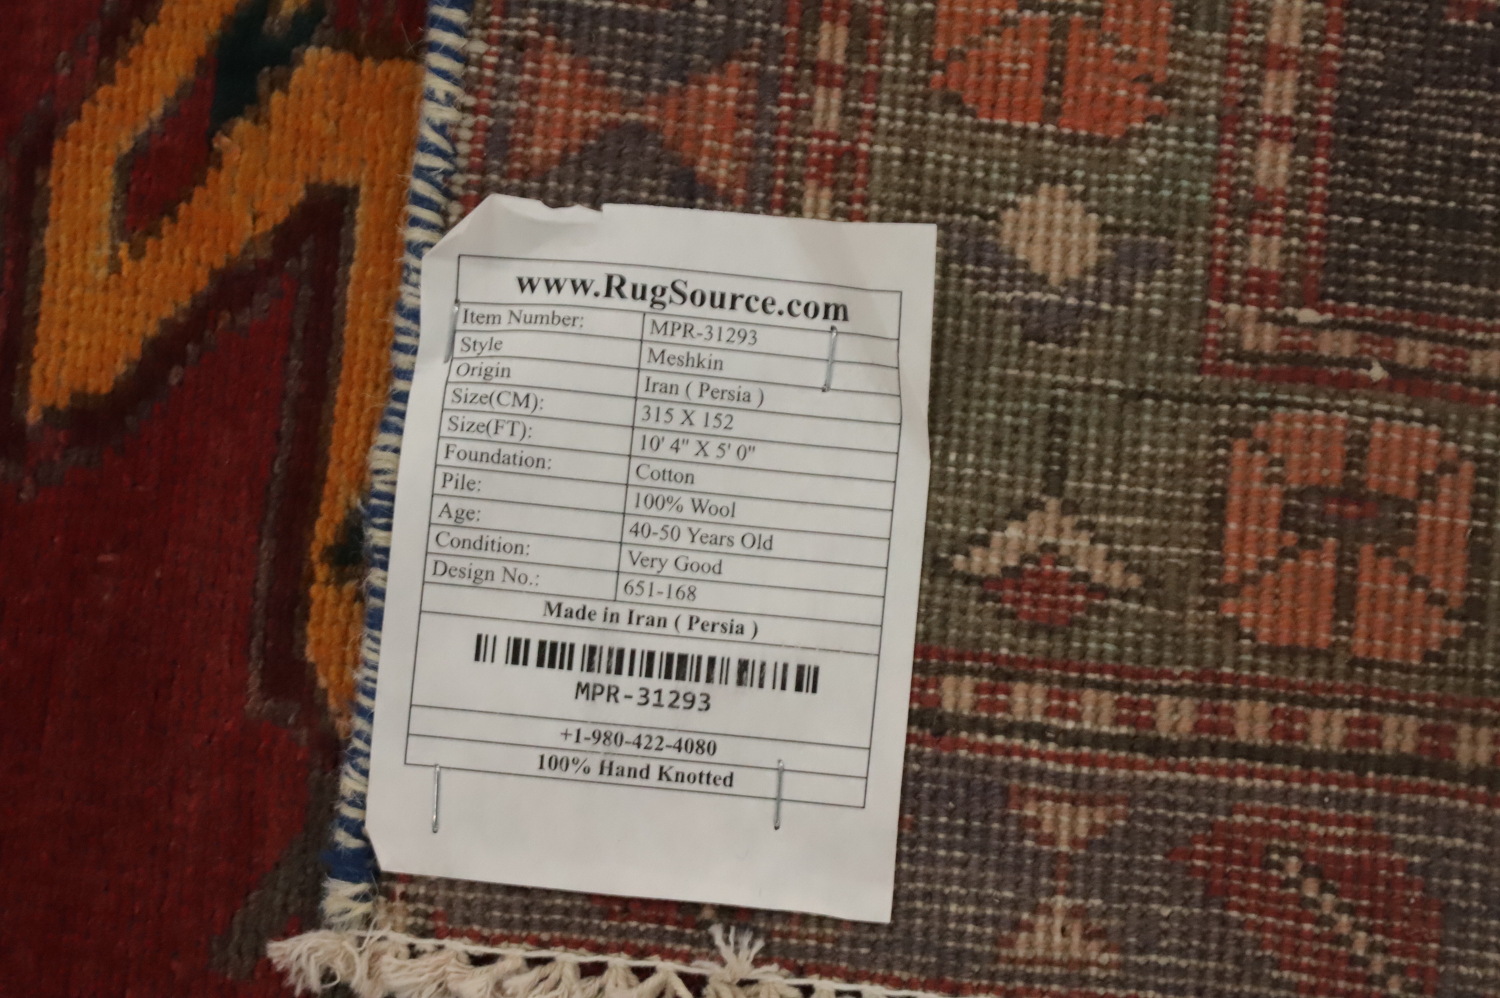 www.RugSource.com
Item Number: MPR-31293
Style Meshkin
Origin Iran ( Persia )
Size(CM): 315 X 152
Size(FT): 10' 4" X 5' 0"
Foundation: Cotton
Pile: 100% Wool
Age: 40-50 Years Old
Condition: Very Good
Design No.: 651-168
Made in Iran ( Persia )
MPR-31293
+1-980-422-4080
100% Hand Knotted